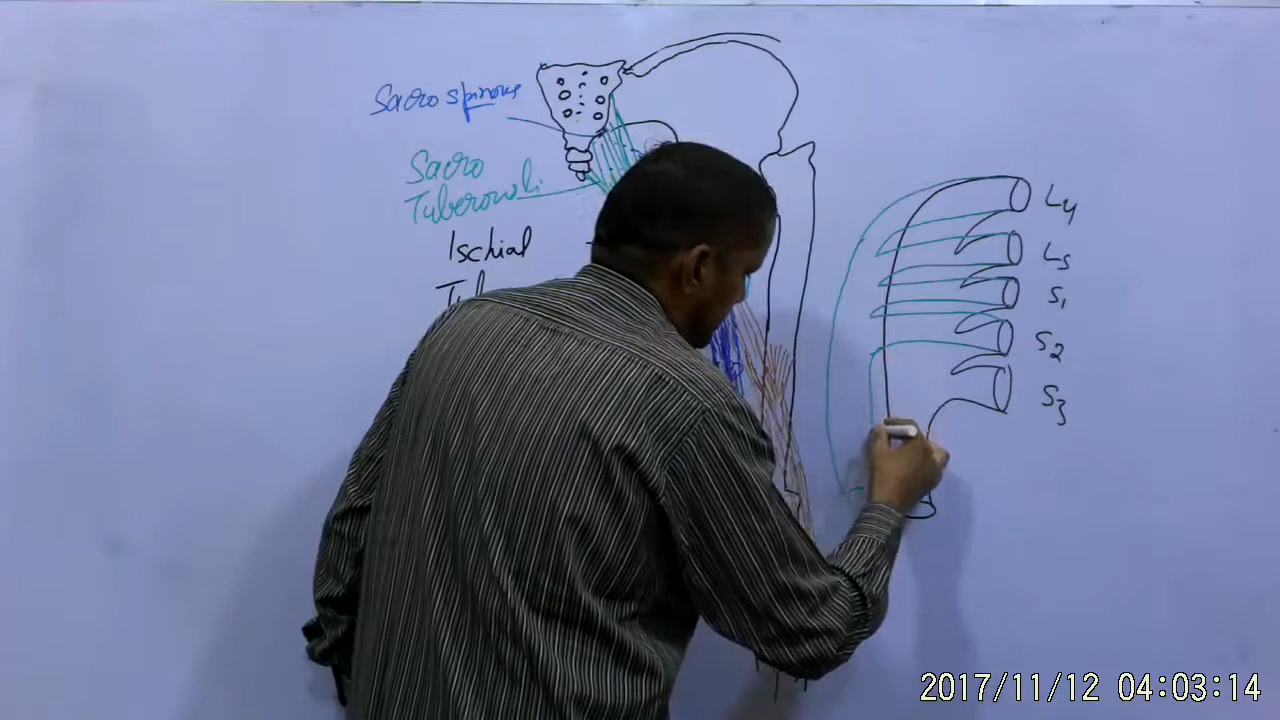 Sacro spinous
Sacro
Tuberous
Ischial
L4
L5
S1
S2
S3
2017/11/12 04:03:14